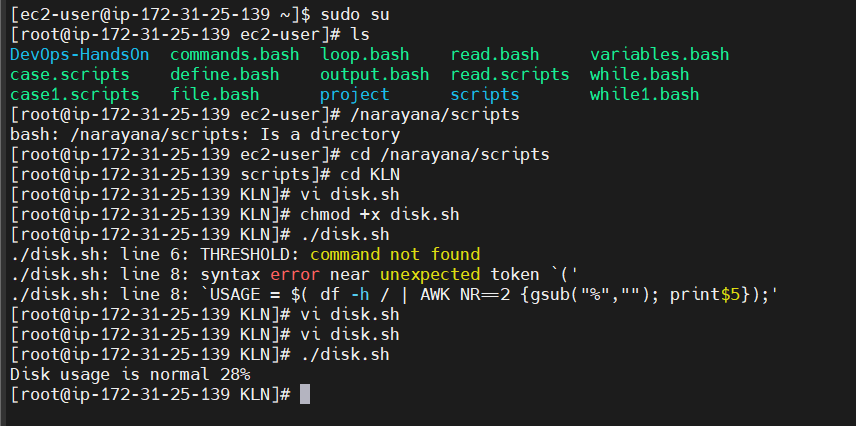 [ec2-user@ip-172-31-25-139 ~]$ sudo su
[root@ip-172-31-25-139 ec2-user]# ls
DevOps-HandsOn  commands.bash  loop.bash    read.bash     variables.bash
case.scripts    define.bash    output.bash  read.scripts  while.bash
case1.scripts   file.bash      project      scripts       while1.bash
[root@ip-172-31-25-139 ec2-user]# /narayana/scripts
bash: /narayana/scripts: Is a directory
[root@ip-172-31-25-139 ec2-user]# cd /narayana/scripts
[root@ip-172-31-25-139 scripts]# cd KLN
[root@ip-172-31-25-139 KLN]# vi disk.sh
[root@ip-172-31-25-139 KLN]# chmod +x disk.sh
[root@ip-172-31-25-139 KLN]# ./disk.sh
./disk.sh: line 6: THRESHOLD: command not found
./disk.sh: line 8: syntax error near unexpected token `('
./disk.sh: line 8: `USAGE = $( df -h / | AWK NR==2 {gsub("%",""); print$5});'
[root@ip-172-31-25-139 KLN]# vi disk.sh
[root@ip-172-31-25-139 KLN]# vi disk.sh
[root@ip-172-31-25-139 KLN]# ./disk.sh
Disk usage is normal 28%
[root@ip-172-31-25-139 KLN]#